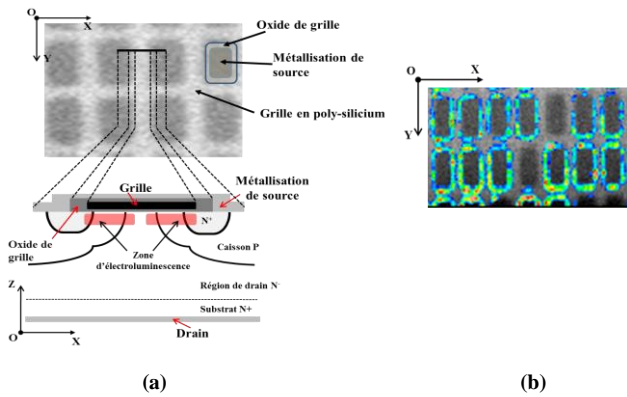 O
X
Y
Oxide de grille
Métallisation de
source
Grille en poly-silicium
Grille
Métallisation
de source
N⁺
Oxide de
grille
Zone
d'électroluminescence
Caisson P
Z
Région de drain N⁻
Substrat N+
O
X
Drain
(a)
O
X
Y
(b)